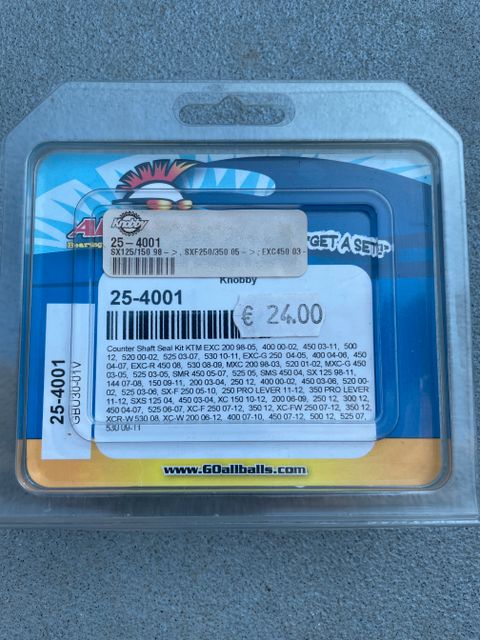 Knobby
25-4001
SX125/150 98-> , SXF250/350 05-> ; EXC450 03-
GET A SET!
Knobby
25-4001
€ 24.00
Counter Shaft Seal Kit KTM EXC 200 98-05, 400 00-02, 450 03-11, 500
12, 520 00-02, 525 03-07, 530 10-11, EXC-G 250 04-05, 400 04-06, 450
04-07, EXC-R 450 08, 530 08-09, MXC 200 98-03, 520 01-02, MXC-G 450
03-05, 525 03-05, SMR 450 05-07, 525 05, SMS 450 04, SX 125 98-11,
144 07-08, 150 09-11, 200 03-04, 250 12, 400 00-02, 450 03-06, 520 00-
02, 525 03-06, SX-F 250 05-10, 250 PRO LEVER 11-12, 350 PRO LEVER
11-12, SXS 125 04, 450 03-04, XC 150 10-12, 200 06-09, 250 12, 300 12,
450 04-07, 525 06-07, XC-F 250 07-12, 350 12, XC-FW 250 07-12, 350 12,
XCR-W 530 08, XC-W 200 06-12, 400 07-10, 450 07-12, 500 12, 525 07,
530 09-11
25-4001
GBU30-01V
www.GOallballs.com